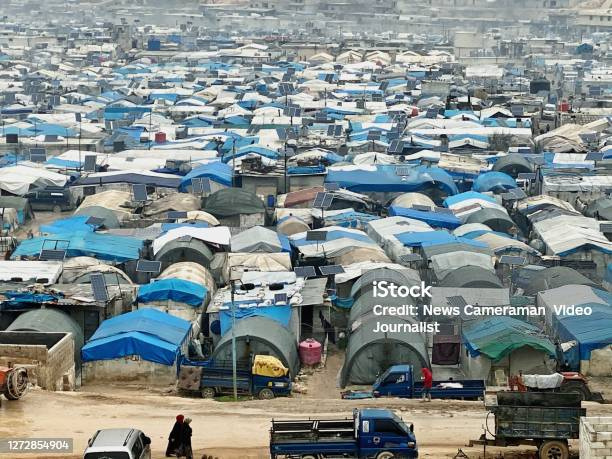 iStock
Credit: News Cameraman, Video
Journalist
1272854904